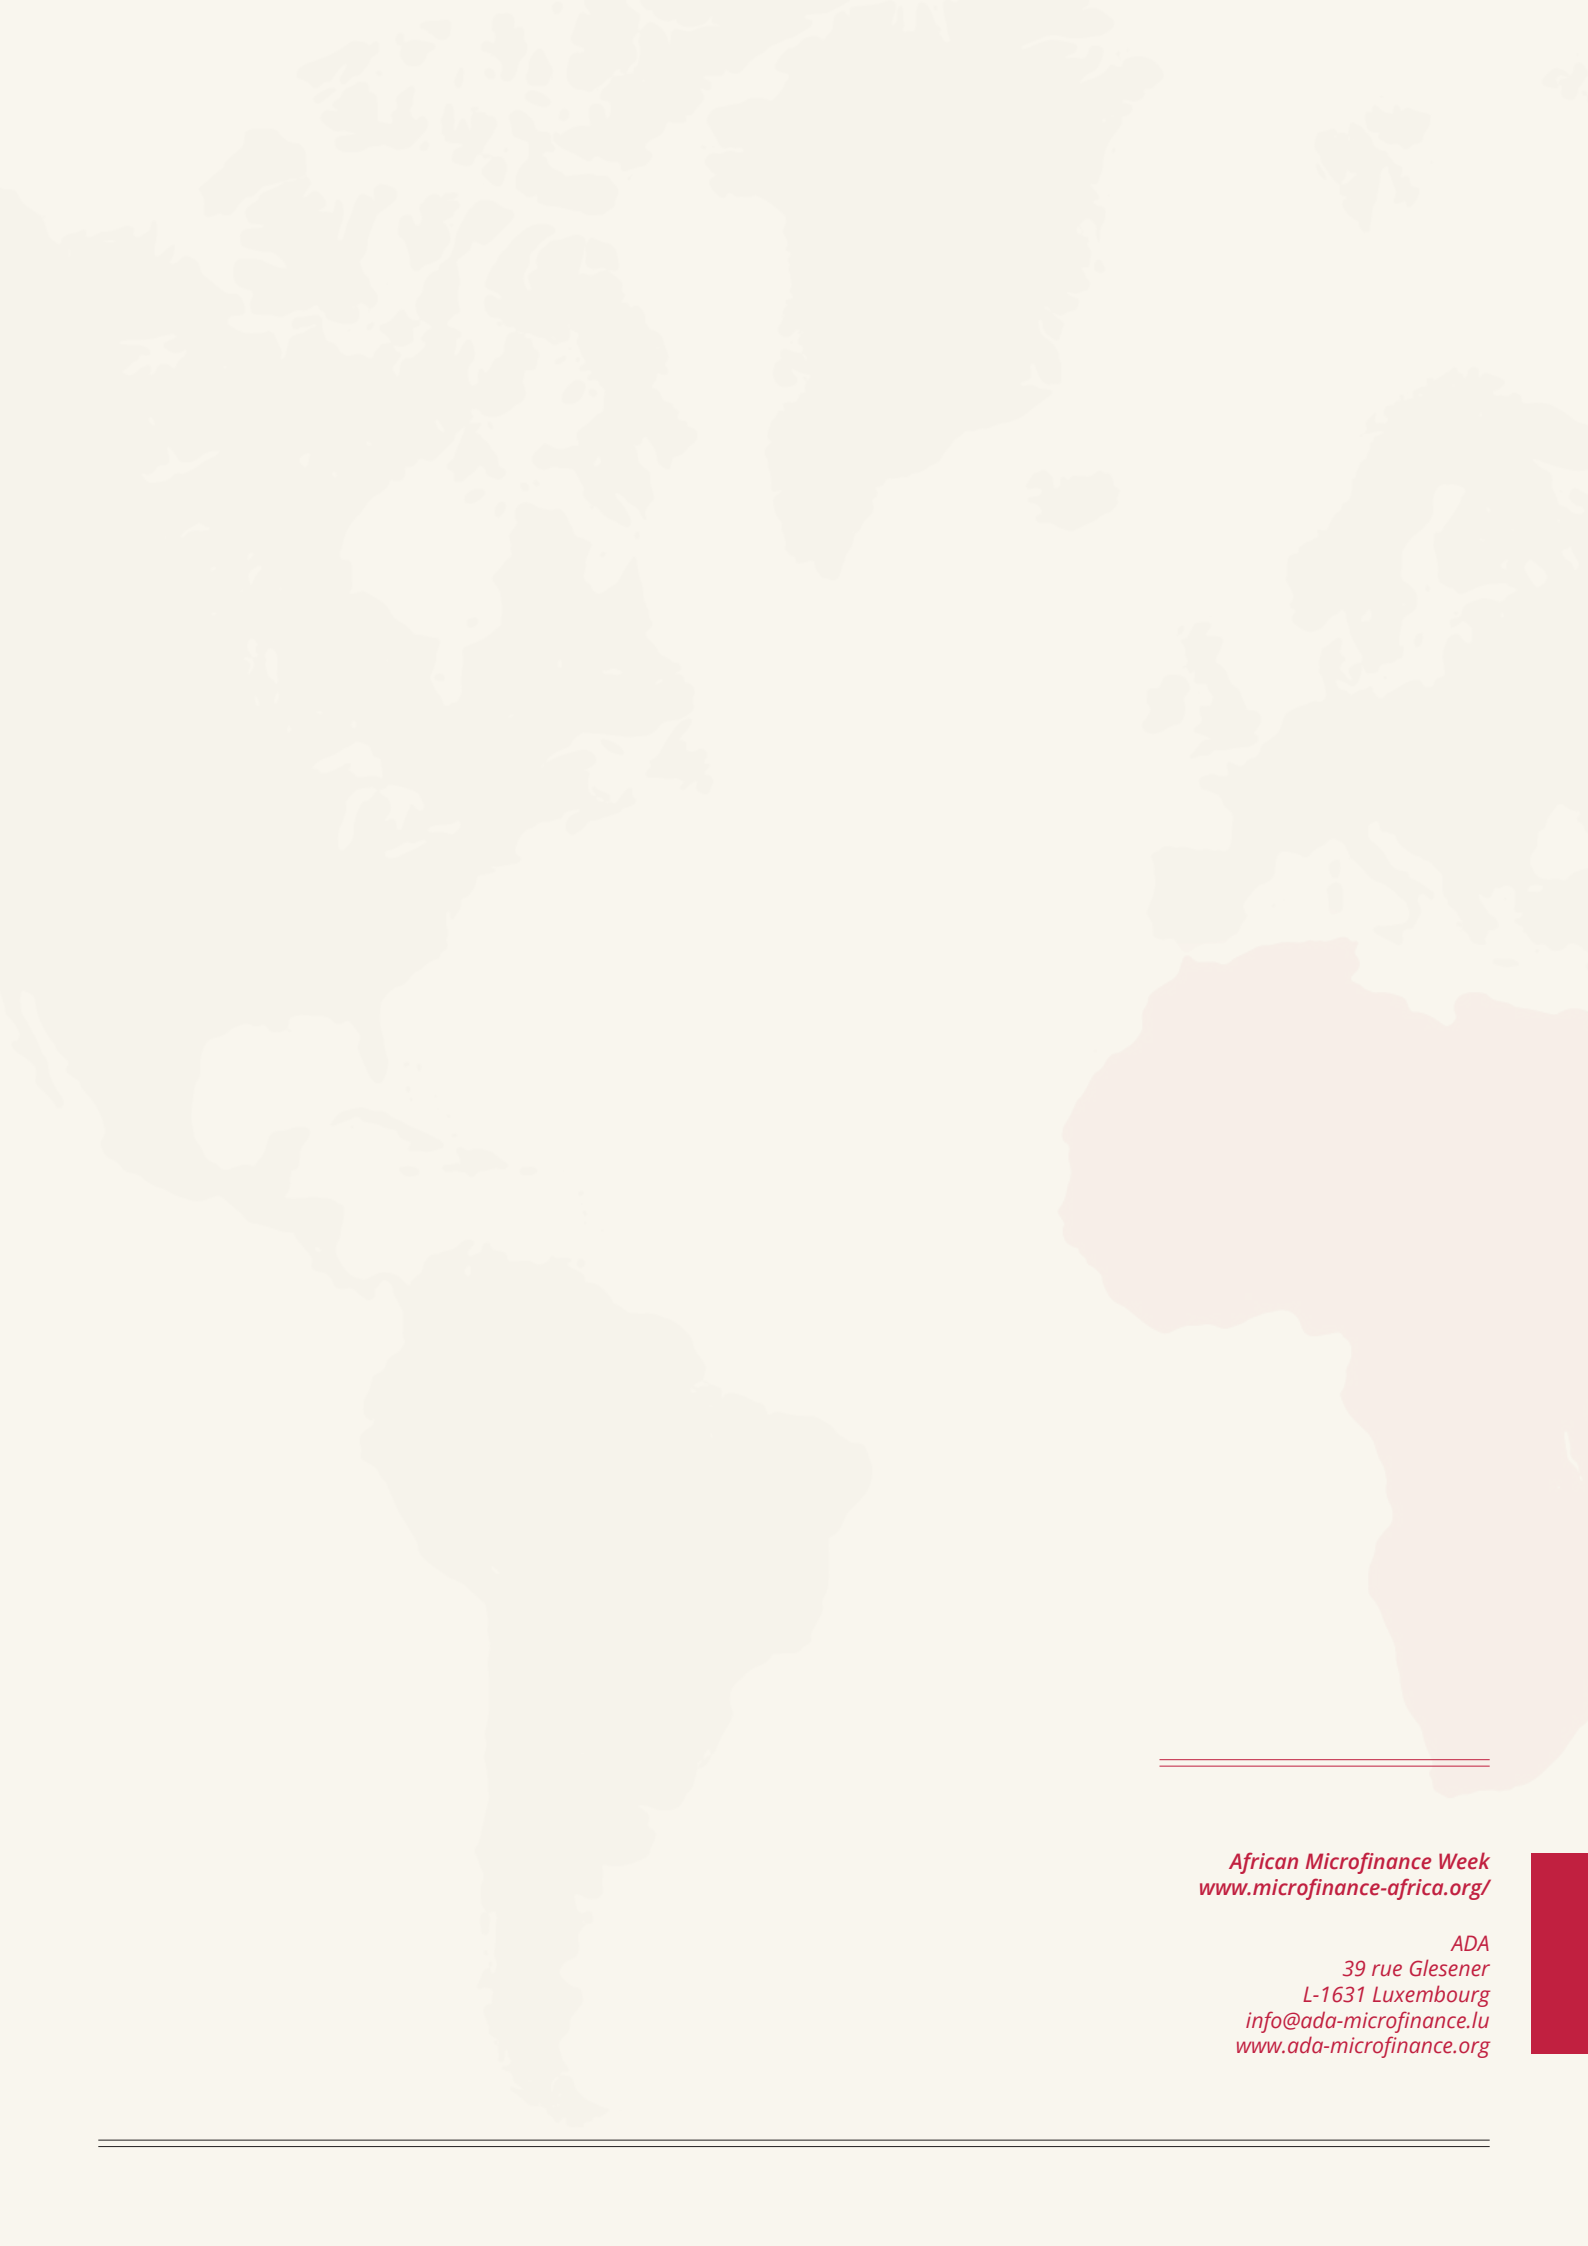 African Microfinance Week
www.microfinance-africa.org/
ADA
39 rue Glesener
L-1631 Luxembourg
info@ada-microfinance.lu
www.ada-microfinance.org